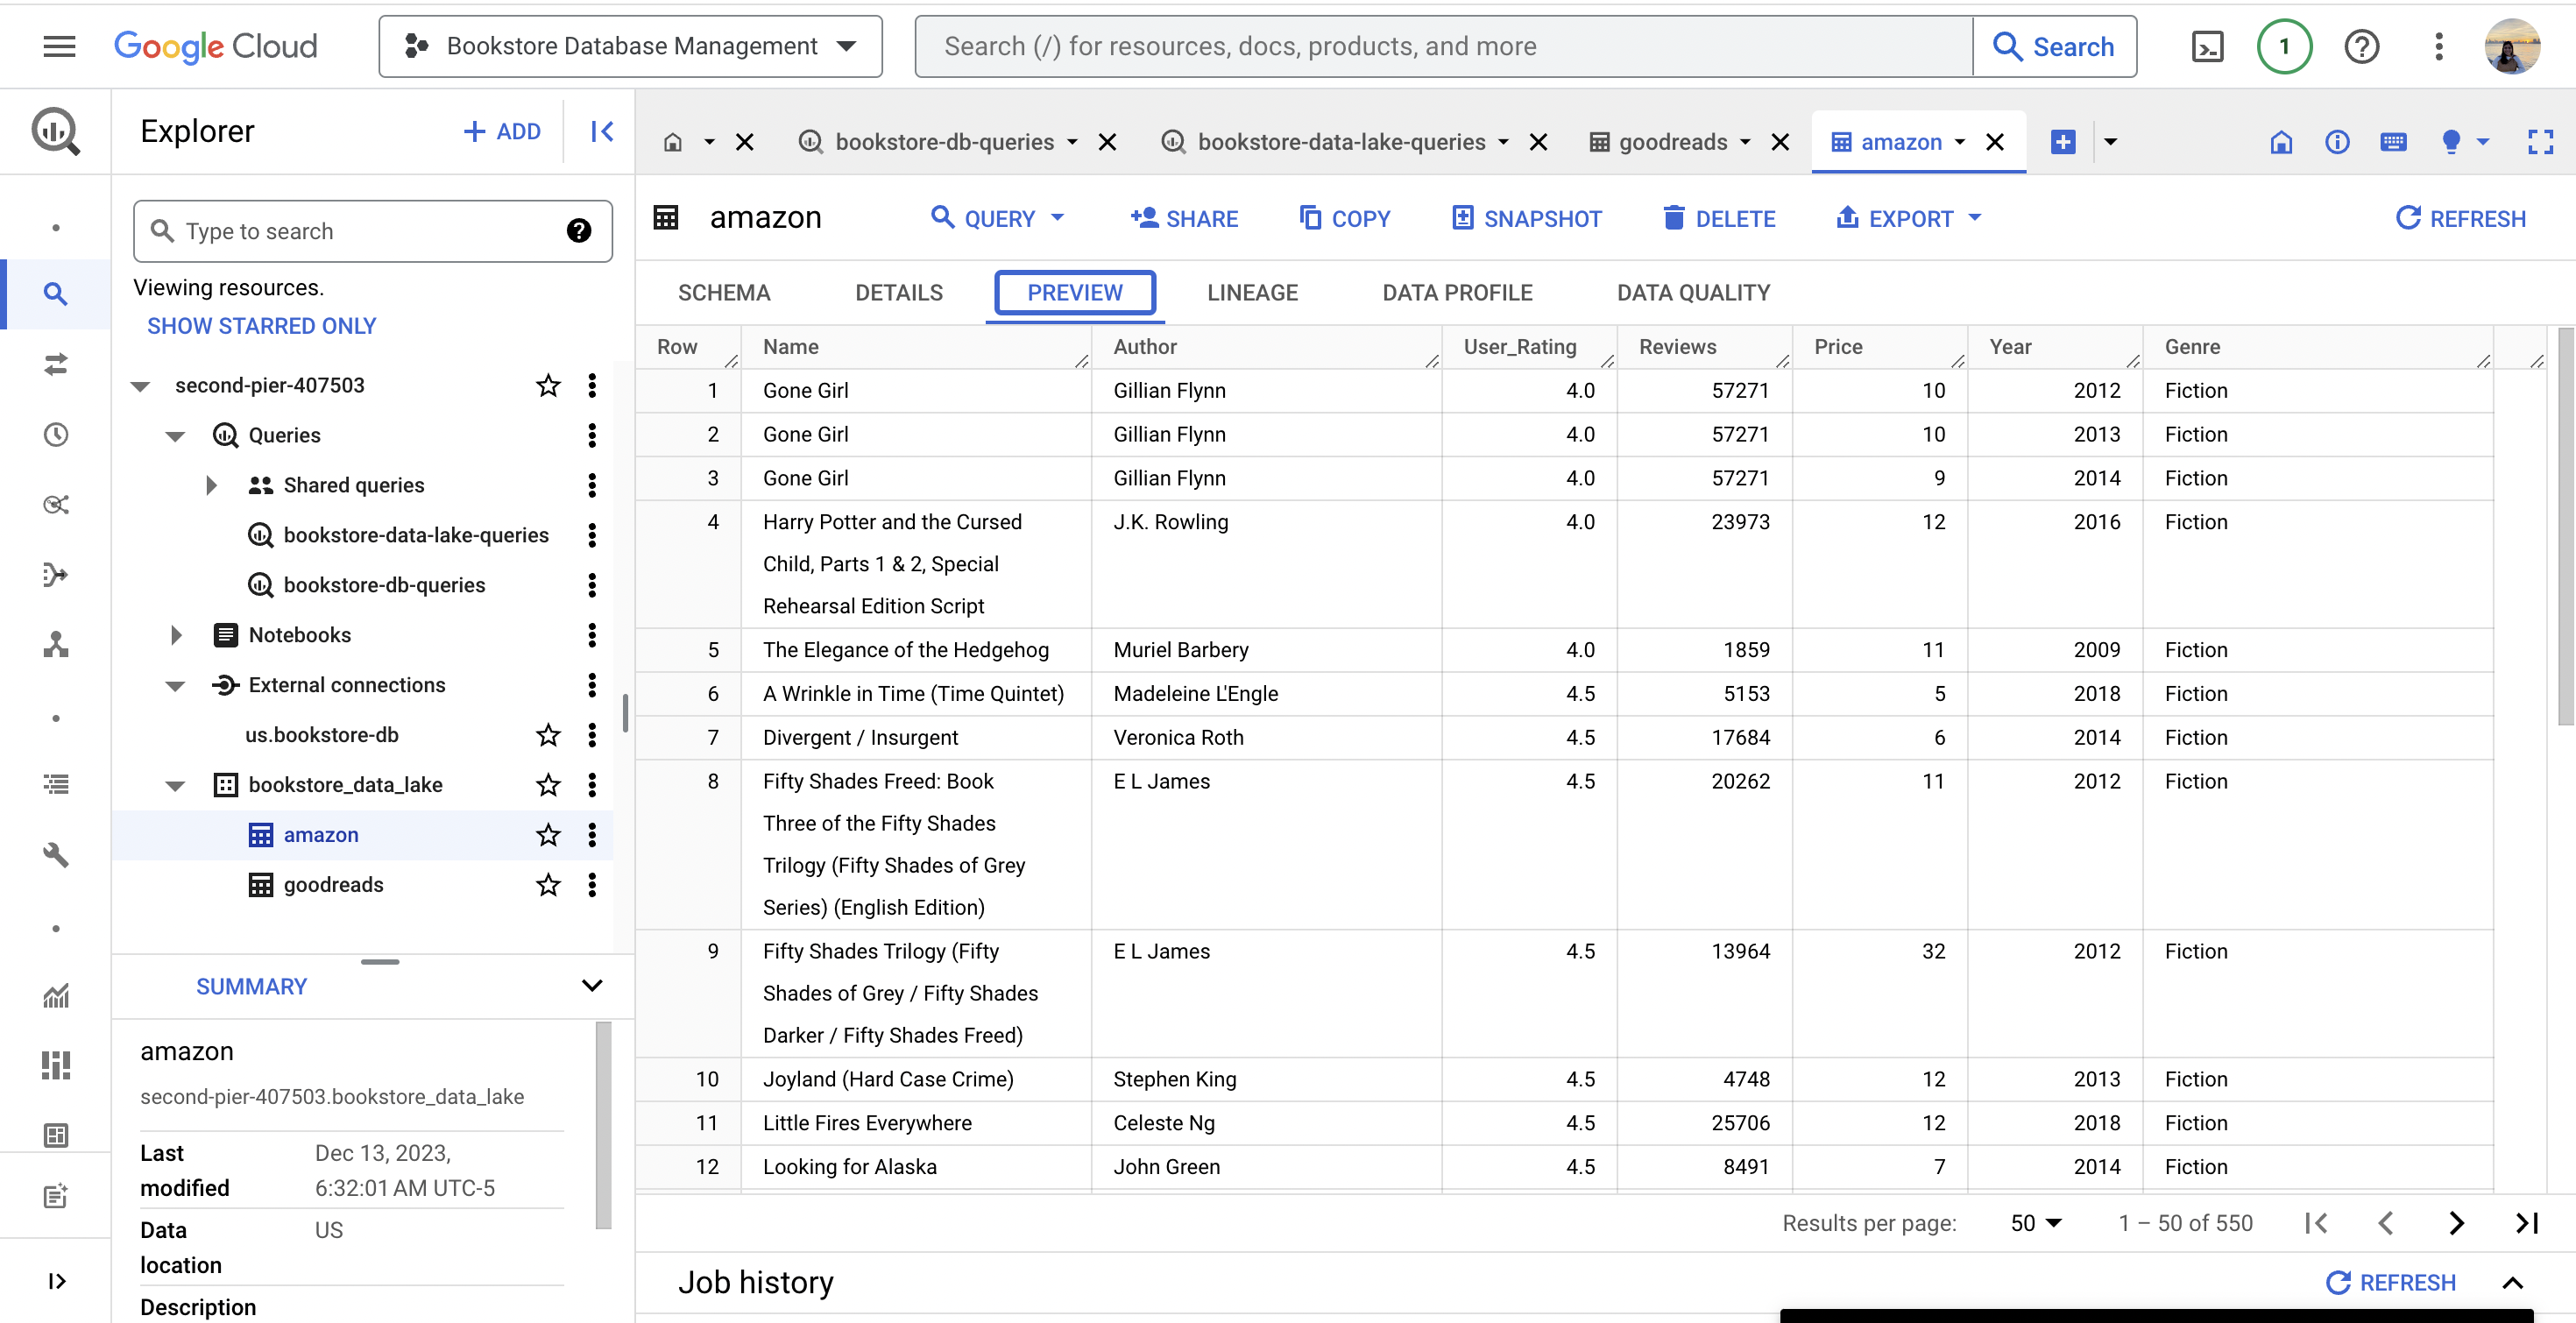 Google Cloud
Bookstore Database Management
Search (/) for resources, docs, products, and more
Search
1
Explorer
ADD
bookstore-db-queries
bookstore-data-lake-queries
goodreads
amazon
Type to search
Viewing resources.
SHOW STARRED ONLY
second-pier-407503
Queries
Shared queries
bookstore-data-lake-queries
bookstore-db-queries
Notebooks
External connections
us.bookstore-db
bookstore_data_lake
amazon
goodreads
SUMMARY
amazon
second-pier-407503.bookstore_data_lake
Last modified Dec 13, 2023, 6:32:01 AM UTC-5
Data location US
Description
amazon
QUERY
SHARE
COPY
SNAPSHOT
DELETE
EXPORT
REFRESH
SCHEMA DETAILS PREVIEW LINEAGE DATA PROFILE DATA QUALITY
Row Name Author User_Rating Reviews Price Year Genre
1 Gone Girl Gillian Flynn 4.0 57271 10 2012 Fiction
2 Gone Girl Gillian Flynn 4.0 57271 10 2013 Fiction
3 Gone Girl Gillian Flynn 4.0 57271 9 2014 Fiction
4 Harry Potter and the Cursed J.K. Rowling 4.0 23973 12 2016 Fiction
Child, Parts 1 & 2, Special
Rehearsal Edition Script
5 The Elegance of the Hedgehog Muriel Barbery 4.0 1859 11 2009 Fiction
6 A Wrinkle in Time (Time Quintet) Madeleine L'Engle 4.5 5153 5 2018 Fiction
7 Divergent / Insurgent Veronica Roth 4.5 17684 6 2014 Fiction
8 Fifty Shades Freed: Book E L James 4.5 20262 11 2012 Fiction
Three of the Fifty Shades
Trilogy (Fifty Shades of Grey
Series) (English Edition)
9 Fifty Shades Trilogy (Fifty E L James 4.5 13964 32 2012 Fiction
Shades of Grey / Fifty Shades
Darker / Fifty Shades Freed)
10 Joyland (Hard Case Crime) Stephen King 4.5 4748 12 2013 Fiction
11 Little Fires Everywhere Celeste Ng 4.5 25706 12 2018 Fiction
12 Looking for Alaska John Green 4.5 8491 7 2014 Fiction
Results per page: 50 1 – 50 of 550
Job history
REFRESH